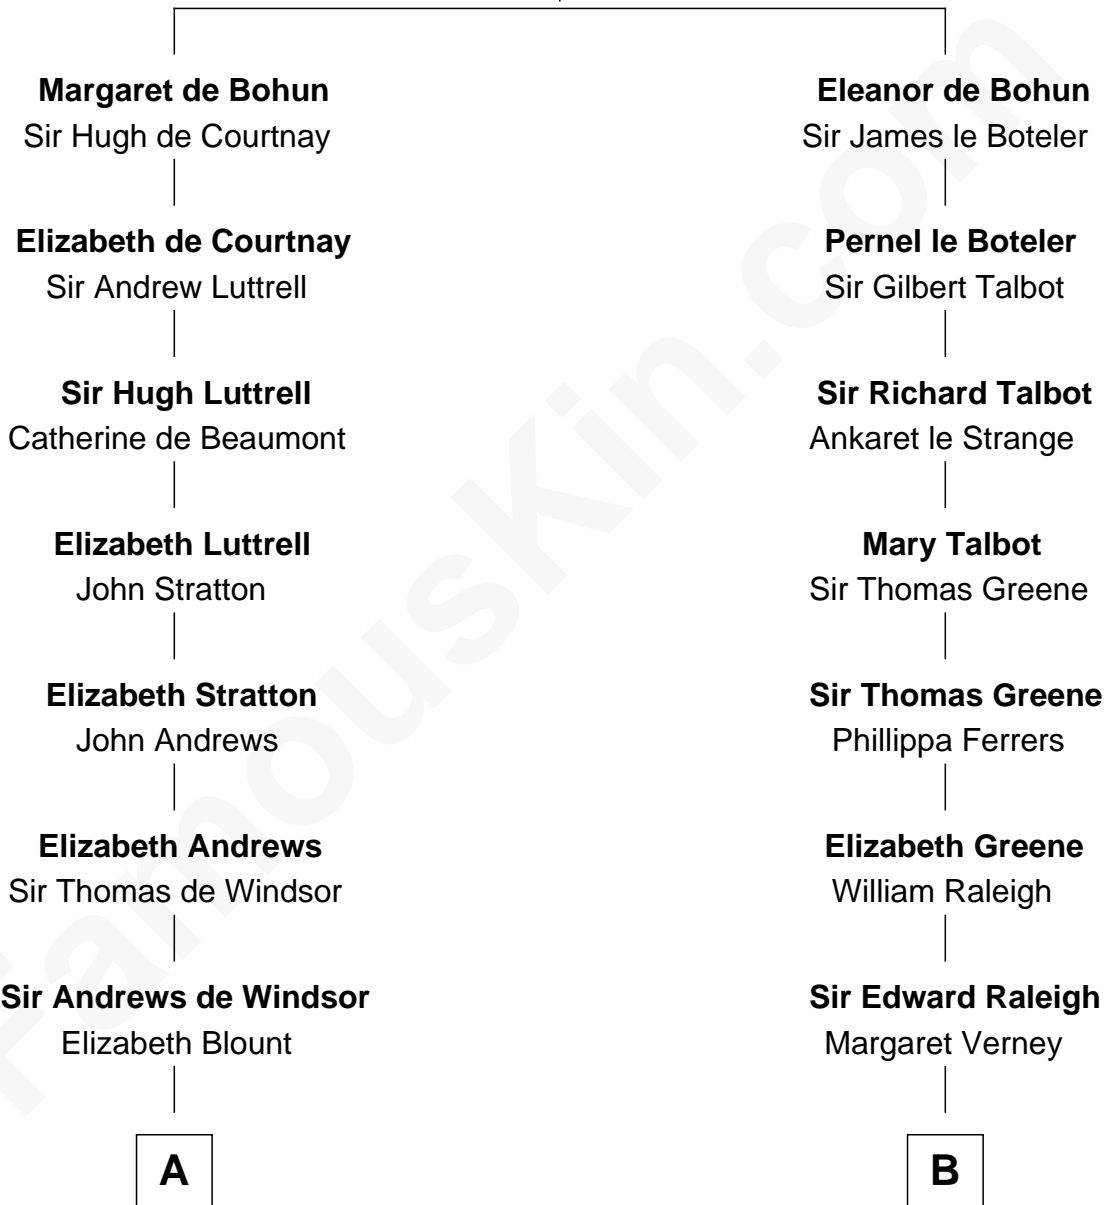 Margaret de Bohun
Sir Hugh de Courtnay
Eleanor de Bohun
Sir James le Boteler
Elizabeth de Courtnay
Sir Andrew Luttrell
Pernel le Boteler
Sir Gilbert Talbot
Sir Hugh Luttrell
Catherine de Beaumont
Sir Richard Talbot
Ankaret le Strange
Elizabeth Luttrell
John Stratton
Mary Talbot
Sir Thomas Greene
Elizabeth Stratton
John Andrews
Sir Thomas Greene
Phillippa Ferrers
Elizabeth Andrews
Sir Thomas de Windsor
Elizabeth Greene
William Raleigh
Sir Andrews de Windsor
Elizabeth Blount
Sir Edward Raleigh
Margaret Verney
A
B
FamousKin.com